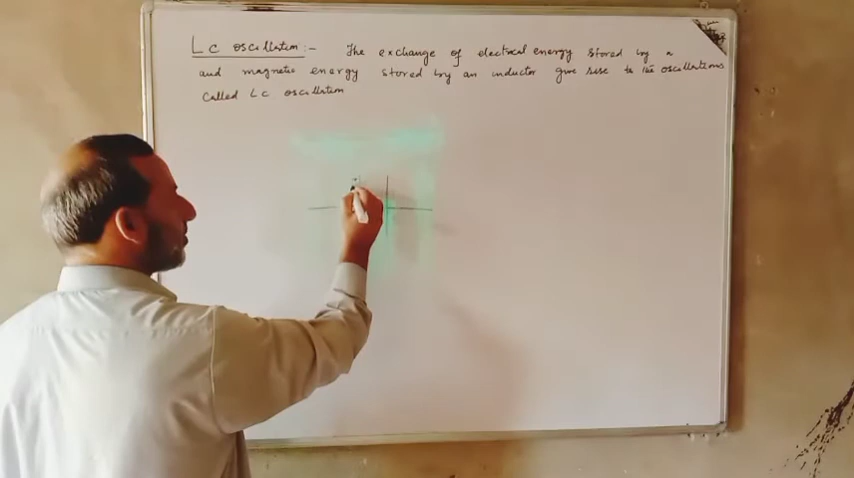 Lc oscillation :- The exchange of electrical energy stored by a
and magnetic energy stored by an inductor give rise to the oscillations
called Lc oscillation